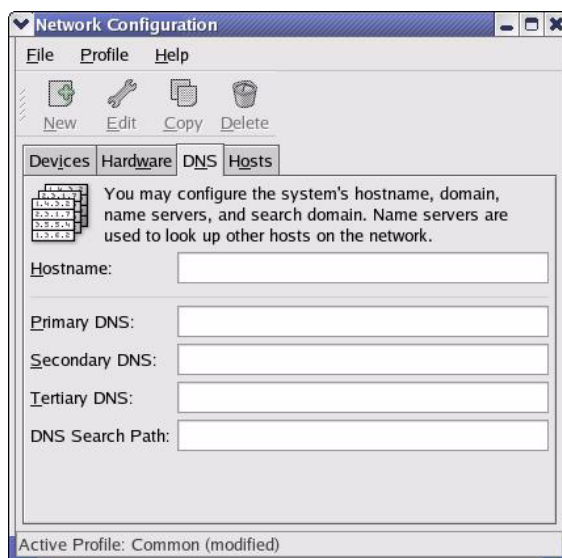 Network Configuration
File Profile Help
New Edit Copy Delete
Devices Hardware DNS Hosts
You may configure the system's hostname, domain,
name servers, and search domain. Name servers are
used to look up other hosts on the network.
Hostname:
Primary DNS:
Secondary DNS:
Tertiary DNS:
DNS Search Path:
Active Profile: Common (modified)